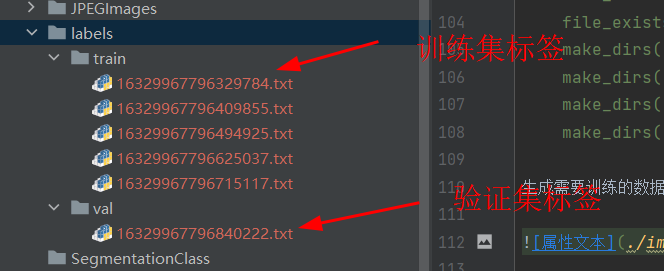 JPEGImages
labels
train
16329967796329784.txt
16329967796409855.txt
16329967796494925.txt
16329967796625037.txt
16329967796715117.txt
val
16329967796840222.txt
SegmentationClass
训练集标签
验证集标签
104 file_exist
105 make_dirs(
106 make_dirs(
107 make_dirs(
108 make_dirs(
109
110 生成需要训练的数据
111
112 ![属性文本](./im
113